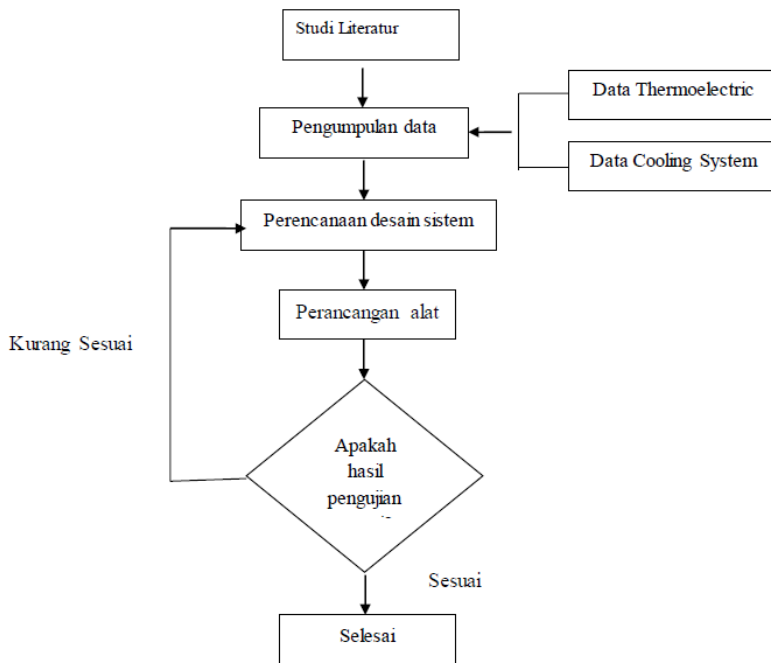 Studi Literatur
Data Thermoelectric
Pengumpulan data
Data Cooling System
Perencanaan desain sistem
Perancangan alat
Kurang Sesuai
Apakah
hasil
pengujian
Sesuai
Selesai